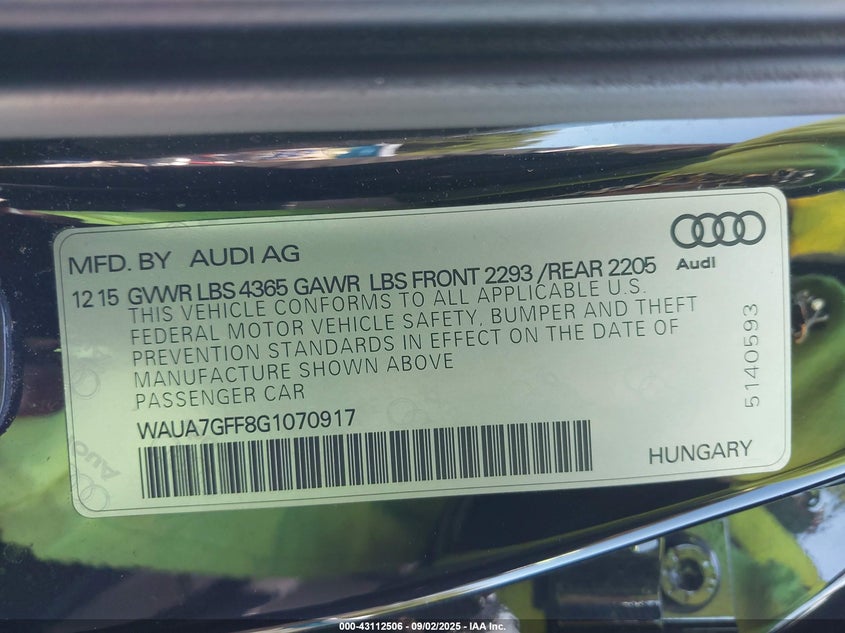 MFD. BY AUDI AG
Audi
12 15 GVWR LBS 4365 GAWR LBS FRONT 2293 /REAR 2205
THIS VEHICLE CONFORMS TO ALL APPLICABLE U.S.
FEDERAL MOTOR VEHICLE SAFETY, BUMPER AND THEFT
PREVENTION STANDARDS IN EFFECT ON THE DATE OF
MANUFACTURE SHOWN ABOVE
PASSENGER CAR
WAUA7GFF8G1070917
5140593
HUNGARY
Audi
000-43112506 - 09/02/2025 - IAA Inc.